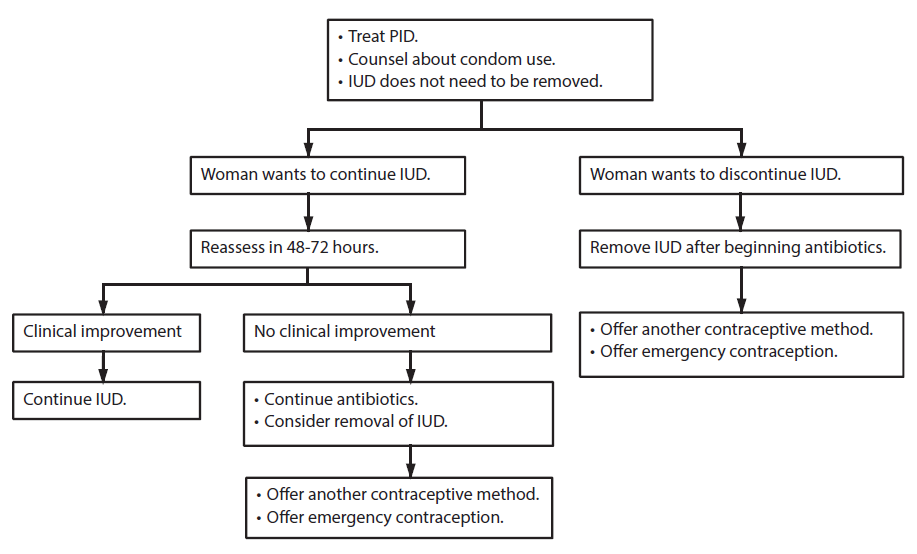 • Treat PID.
• Counsel about condom use.
• IUD does not need to be removed.
Woman wants to continue IUD.
Woman wants to discontinue IUD.
Reassess in 48-72 hours.
Remove IUD after beginning antibiotics.
Clinical improvement
No clinical improvement
• Offer another contraceptive method.
• Offer emergency contraception.
Continue IUD.
• Continue antibiotics.
• Consider removal of IUD.
• Offer another contraceptive method.
• Offer emergency contraception.